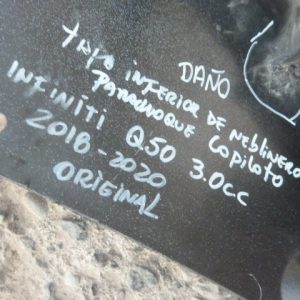 DAÑO
tapa inferior de neblinero
Parachoque copiloto
INFINITI Q50 3.0cc
2018-2020
ORIGINAL